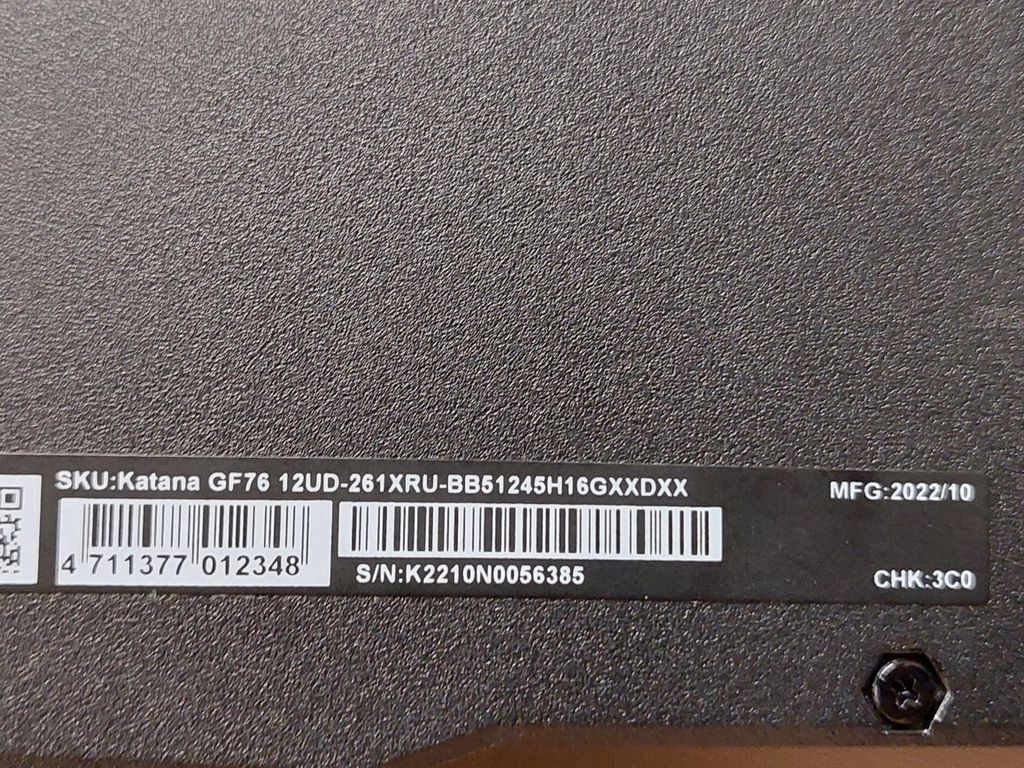 SKU:Katana GF76 12UD-261XRU-BB51245H16GXXDXX
MFG:2022/10
4 711377 012348
S/N:K2210N0056385
CHK:3C0